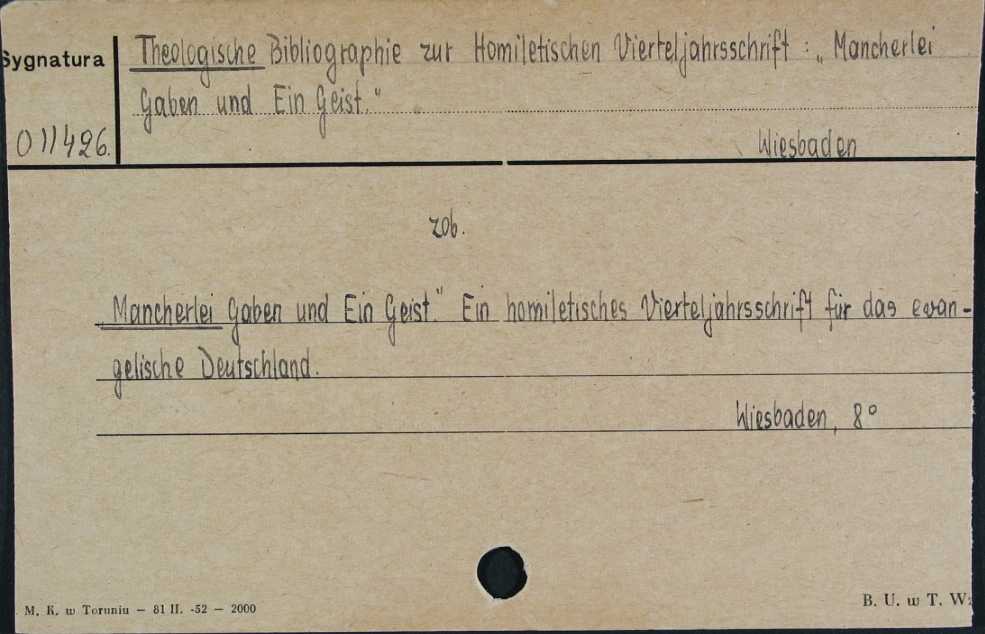 Sygnatura
Theologische Bibliographie zur Homiletischen Vierteljahrsschrift : „Mancherlei
Gaben und Ein Geist."
011426.
Wiesbaden
zob.
Mancherlei Gaben und Ein Geist." Ein homiletisches Vierteljahrsschrift für das ewan-
gelische Deutschland.
Wiesbaden, 8°
M. K. w Toruniu — 81 II. -52 — 2000
B. U. w T. W